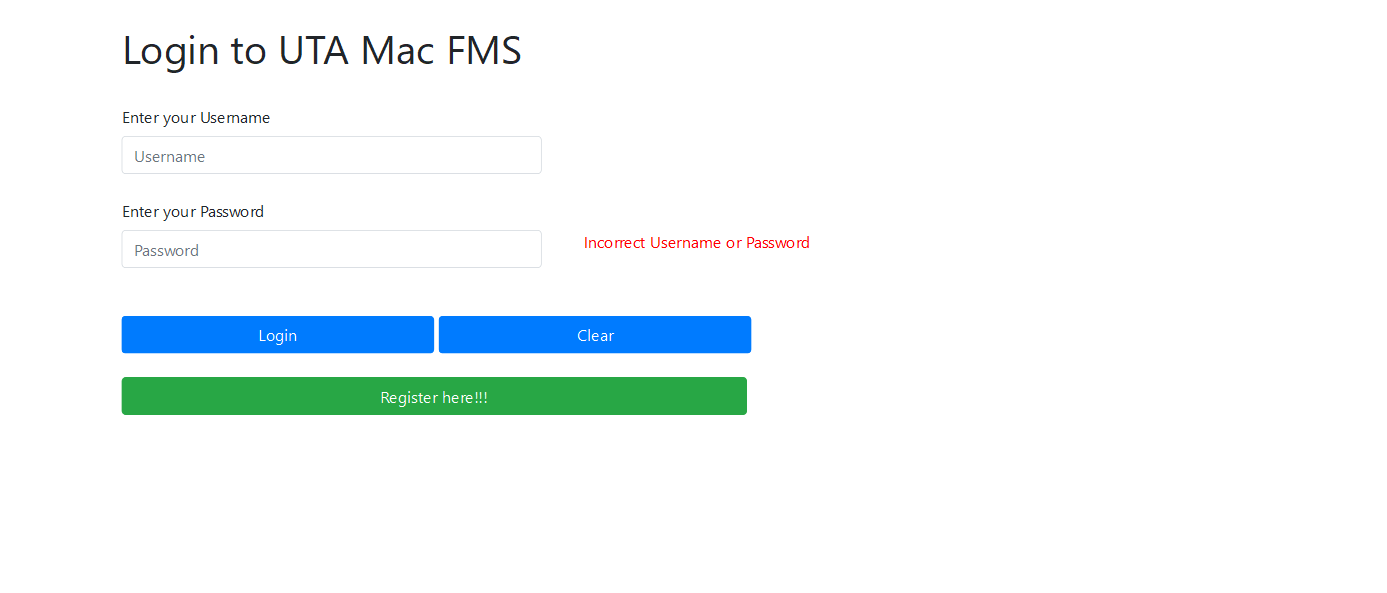 Login to UTA Mac FMS
Enter your Username
Username
Enter your Password
Password
Incorrect Username or Password
Login
Clear
Register here!!!